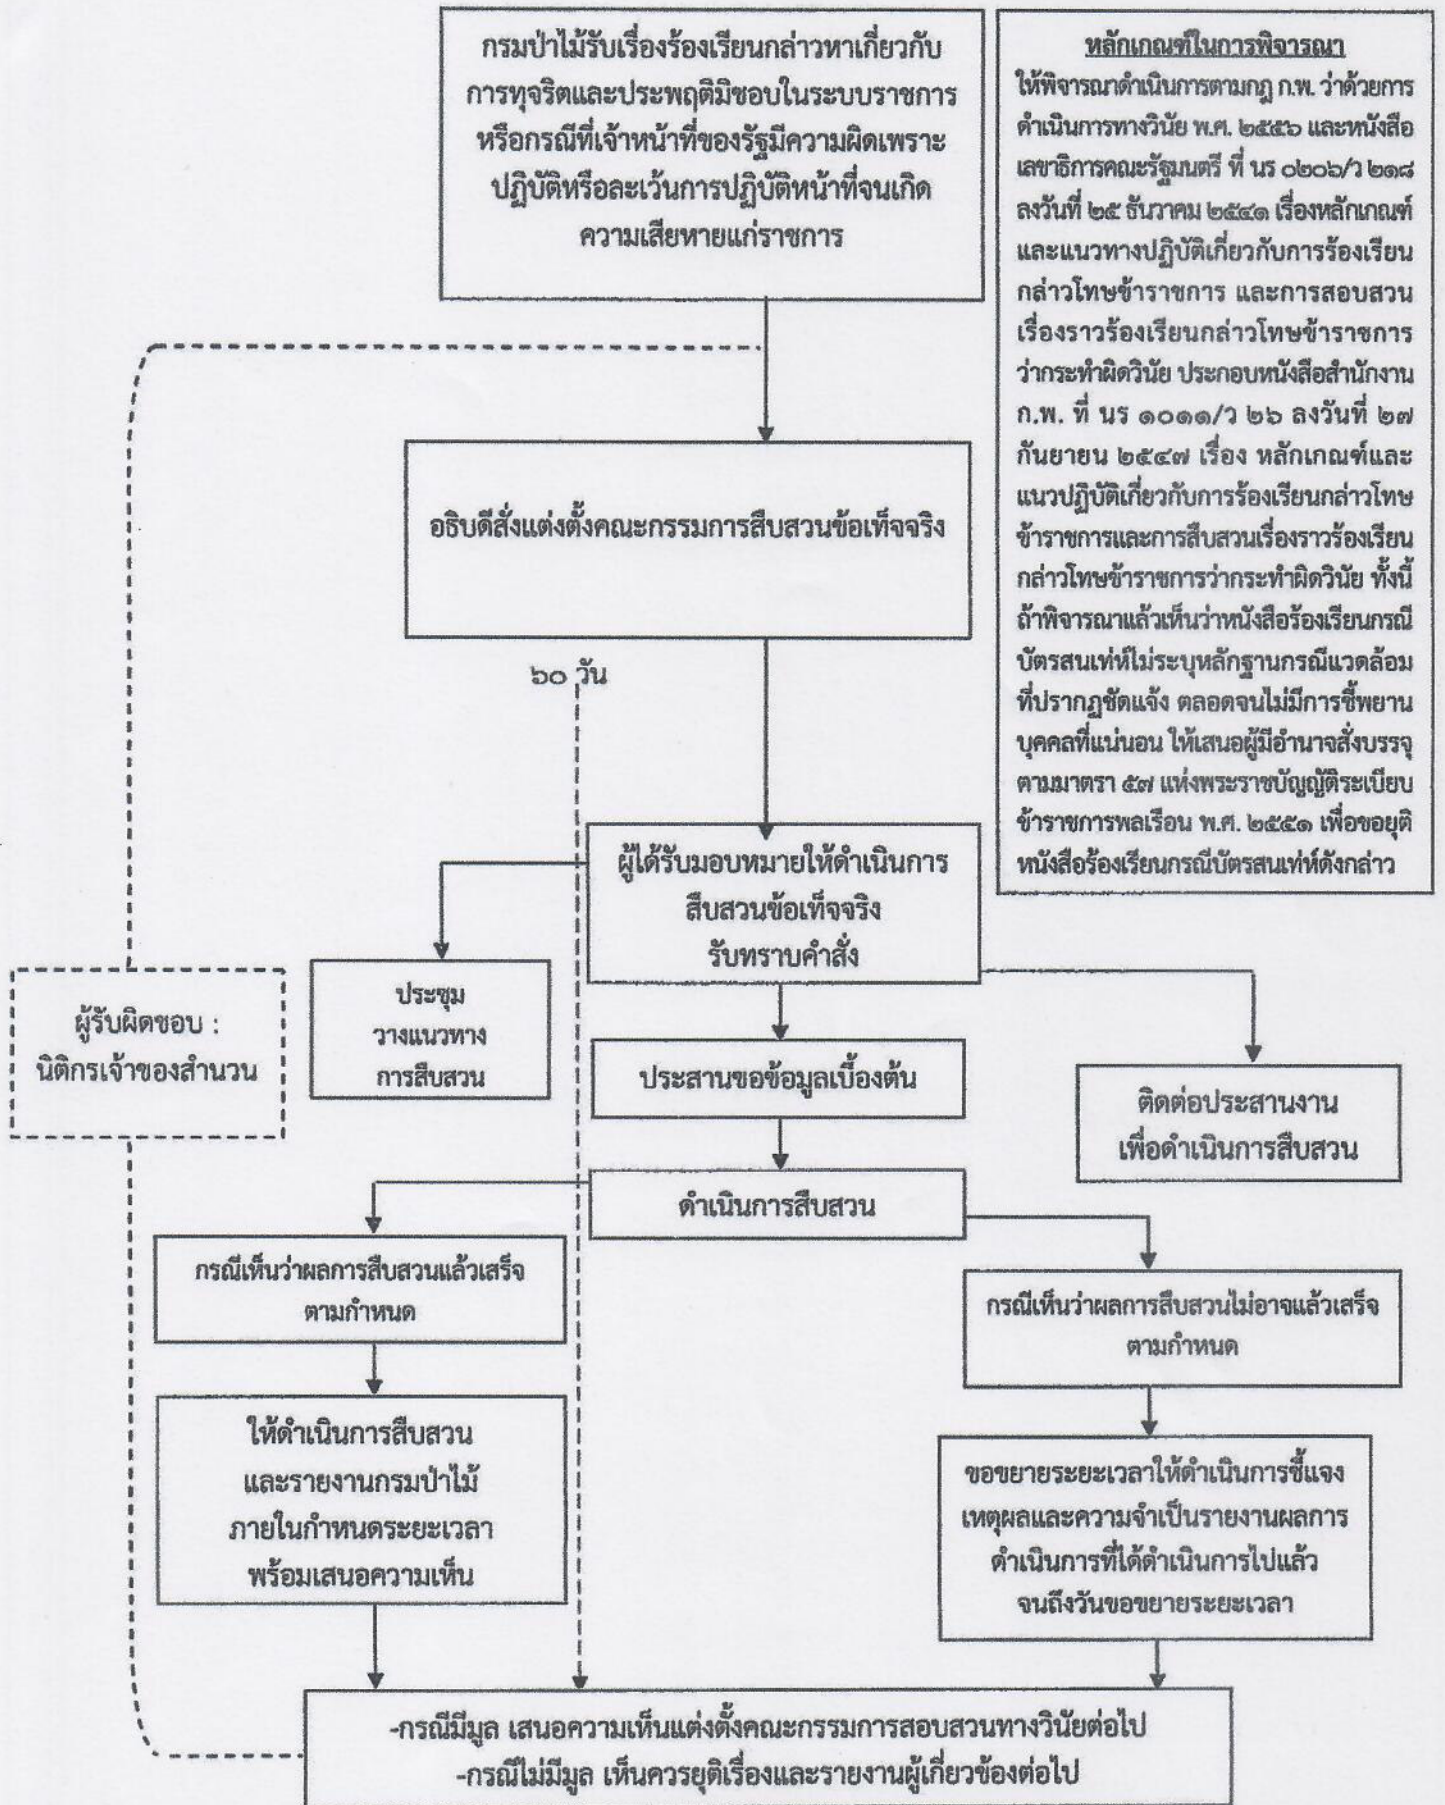 กรมป่าไม้รับเรื่องร้องเรียนกล่าวหาเกี่ยวกับ
การทุจริตและประพฤติมิชอบในระบบราชการ
หรือกรณีที่เจ้าหน้าที่ของรัฐมีความผิดเพราะ
ปฏิบัติหรือละเว้นการปฏิบัติหน้าที่จนเกิด
ความเสียหายแก่ราชการ
หลักเกณฑ์ในการพิจารณา
ให้พิจารณาดำเนินการตามกฎ ก.พ. ว่าด้วยการ
ดำเนินการทางวินัย พ.ศ. ๒๕๕๖ และหนังสือ
เลขาธิการคณะรัฐมนตรี ที่ นร ๐๒๐๖/ว ๒๑๘
ลงวันที่ ๒๕ ธันวาคม ๒๕๔๑ เรื่องหลักเกณฑ์
และแนวทางปฏิบัติเกี่ยวกับการร้องเรียน
กล่าวโทษข้าราชการ และการสอบสวน
เรื่องราวร้องเรียนกล่าวโทษข้าราชการ
ว่ากระทำผิดวินัย ประกอบหนังสือสำนักงาน
ก.พ. ที่ นร ๑๐๑๑/ว ๒๖ ลงวันที่ ๒๗
กันยายน ๒๕๔๗ เรื่อง หลักเกณฑ์และ
แนวปฏิบัติเกี่ยวกับการร้องเรียนกล่าวโทษ
ข้าราชการและการสืบสวนเรื่องราวร้องเรียน
กล่าวโทษข้าราชการว่ากระทำผิดวินัย ทั้งนี้
ถ้าพิจารณาแล้วเห็นว่าหนังสือร้องเรียนกรณี
บัตรสนเท่ห์ไม่ระบุหลักฐานกรณีแวดล้อม
ที่ปรากฏชัดแจ้ง ตลอดจนไม่มีการชี้พยาน
บุคคลที่แน่นอน ให้เสนอผู้มีอำนาจสั่งบรรจุ
ตามมาตรา ๕๗ แห่งพระราชบัญญัติระเบียบ
ข้าราชการพลเรือน พ.ศ. ๒๕๕๑ เพื่อขอยุติ
หนังสือร้องเรียนกรณีบัตรสนเท่ห์ดังกล่าว
อธิบดีสั่งแต่งตั้งคณะกรรมการสืบสวนข้อเท็จจริง
๖๐ วัน
ผู้ได้รับมอบหมายให้ดำเนินการ
สืบสวนข้อเท็จจริง
รับทราบคำสั่ง
ผู้รับผิดชอบ :
นิติกรเจ้าของสำนวน
ประชุม
วางแนวทาง
การสืบสวน
ประสานขอข้อมูลเบื้องต้น
ติดต่อประสานงาน
เพื่อดำเนินการสืบสวน
ดำเนินการสืบสวน
กรณีเห็นว่าผลการสืบสวนแล้วเสร็จ
ตามกำหนด
กรณีเห็นว่าผลการสืบสวนไม่อาจแล้วเสร็จ
ตามกำหนด
ให้ดำเนินการสืบสวน
และรายงานกรมป่าไม้
ภายในกำหนดระยะเวลา
พร้อมเสนอความเห็น
ขอขยายระยะเวลาให้ดำเนินการชี้แจง
เหตุผลและความจำเป็นรายงานผลการ
ดำเนินการที่ได้ดำเนินการไปแล้ว
จนถึงวันขอขยายระยะเวลา
-กรณีมีมูล เสนอความเห็นแต่งตั้งคณะกรรมการสอบสวนทางวินัยต่อไป
-กรณีไม่มีมูล เห็นควรยุติเรื่องและรายงานผู้เกี่ยวข้องต่อไป